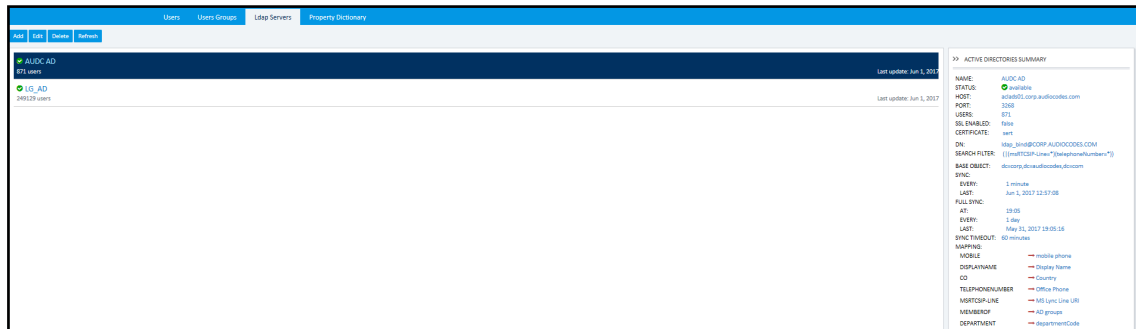 Users Users Groups Ldap Servers Property Dictionary
Add Edit Delete Refresh
AUDC AD
871 users Last update: Jun 1, 2017
LG_AD
249129 users Last update: Jun 1, 2017
>> ACTIVE DIRECTORIES SUMMARY
NAME: AUDC AD
STATUS: available
HOST: aclads01.corp.audiocodes.com
PORT: 3268
USERS: 871
SSL ENABLED: false
CERTIFICATE: sert
DN: ldap_bind@CORP.AUDIOCODES.COM
SEARCH FILTER: (|(msRTCSIP-Line=*)(telephoneNumber=*))
BASE OBJECT: dc=corp,dc=audiocodes,dc=com
SYNC:
EVERY: 1 minute
LAST: Jun 1, 2017 12:57:08
FULL SYNC:
AT: 19:05
EVERY: 1 day
LAST: May 31, 2017 19:05:16
SYNC TIMEOUT: 60 minutes
MAPPING:
MOBILE → mobile phone
DISPLAYNAME → Display Name
CO → Country
TELEPHONENUMBER → Office Phone
MSRTCSIP-LINE → MS Lync Line URI
MEMBEROF → AD groups
DEPARTMENT → departmentCode